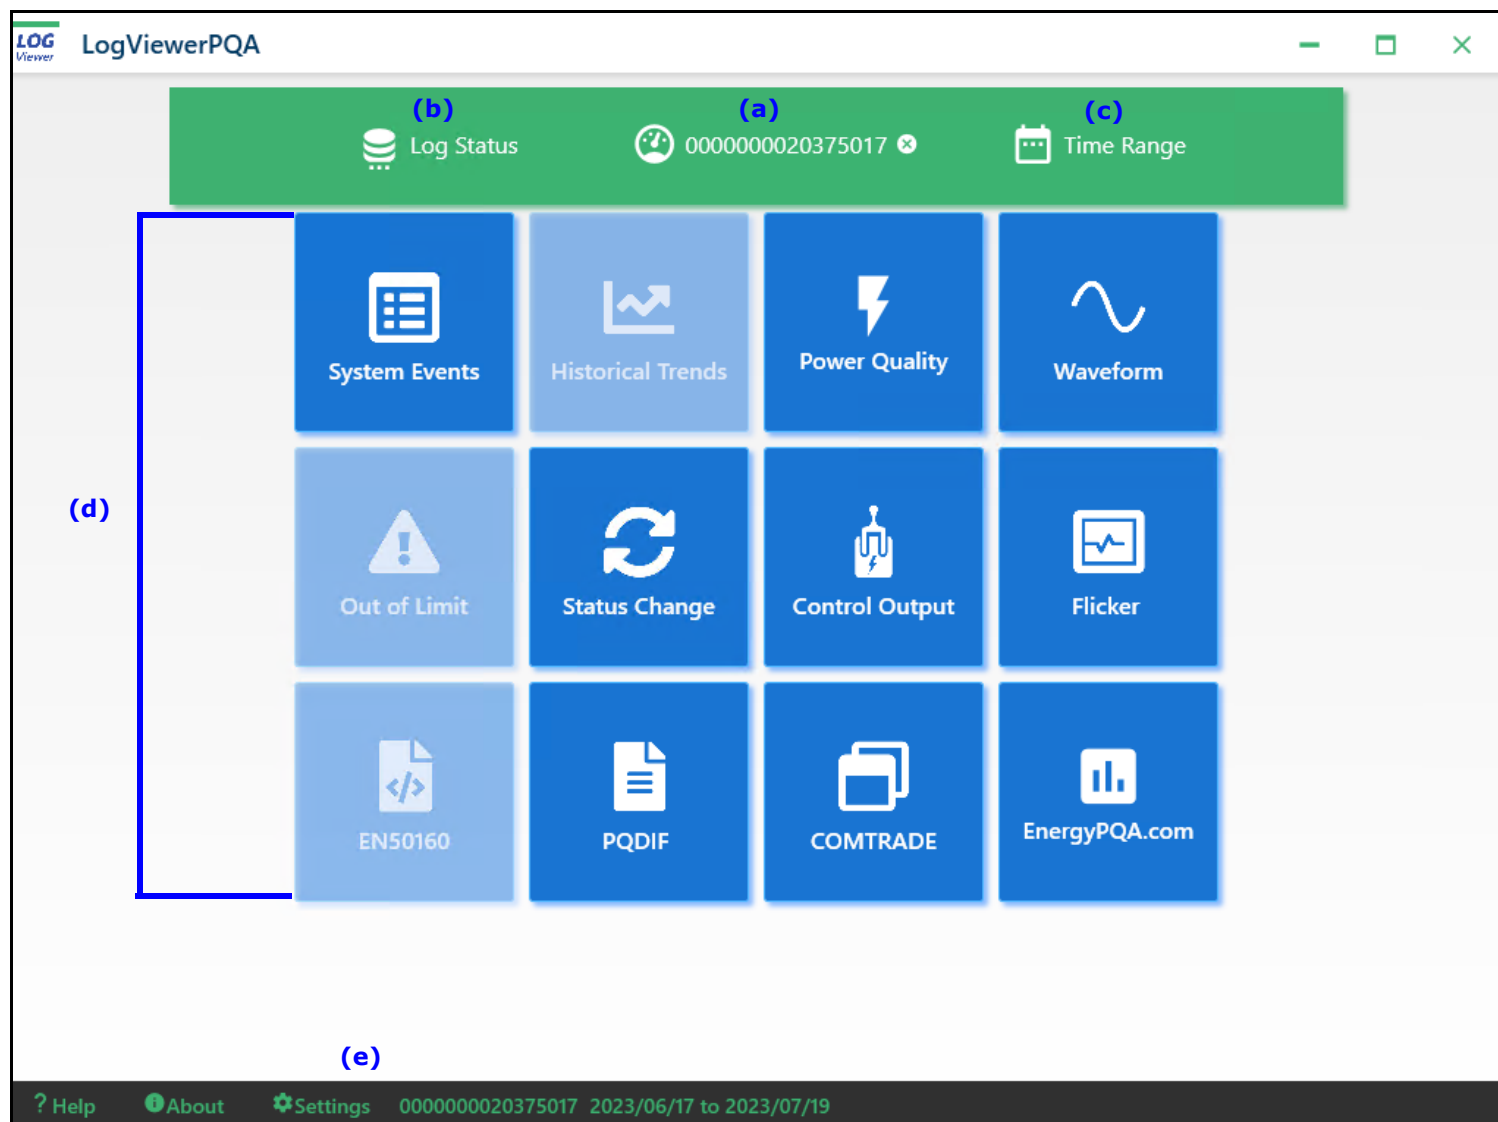 LOG
Viewer
LogViewerPQA
(b) (a) (c)
Log Status 0000000020375017 Time Range
System Events Historical Trends Power Quality Waveform
(d)
Out of Limit Status Change Control Output Flicker
EN50160 PQDIF COMTRADE EnergyPQA.com
(e)
? Help About Settings 0000000020375017 2023/06/17 to 2023/07/19